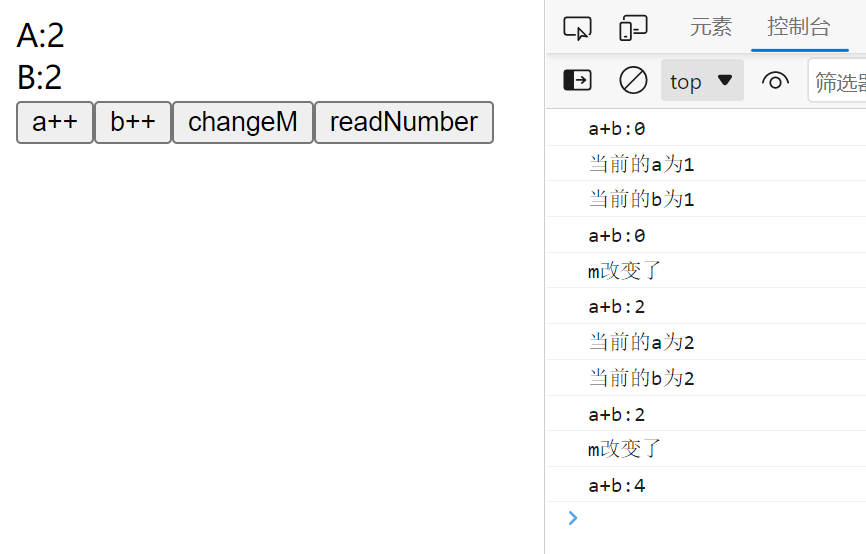 A:2
B:2
a++ b++ changeM readNumber
元素 控制台
top 筛选器
a+b:0
当前的a为1
当前的b为1
a+b:0
m改变了
a+b:2
当前的a为2
当前的b为2
a+b:2
m改变了
a+b:4